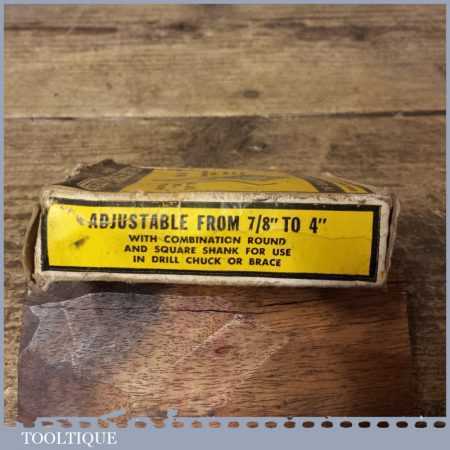 ADJUSTABLE FROM 7/8" TO 4"
WITH COMBINATION ROUND
AND SQUARE SHANK FOR USE
IN DRILL CHUCK OR BRACE
TOOLTIQUE